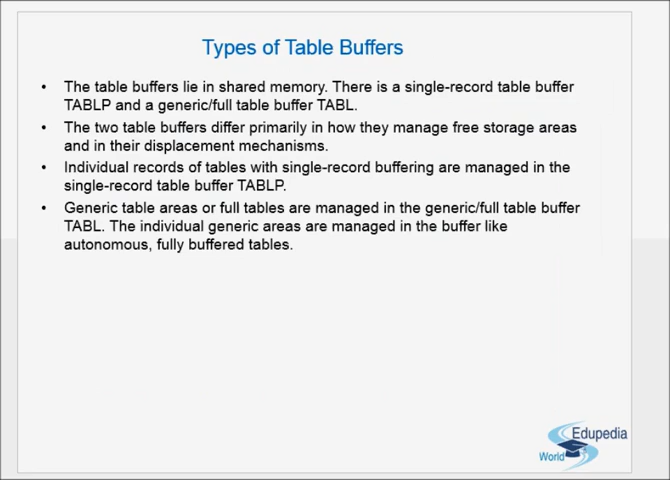 Types of Table Buffers
• The table buffers lie in shared memory. There is a single-record table buffer
TABLP and a generic/full table buffer TABL.
• The two table buffers differ primarily in how they manage free storage areas
and in their displacement mechanisms.
• Individual records of tables with single-record buffering are managed in the
single-record table buffer TABLP.
• Generic table areas or full tables are managed in the generic/full table buffer
TABL. The individual generic areas are managed in the buffer like
autonomous, fully buffered tables.
Edupedia
World